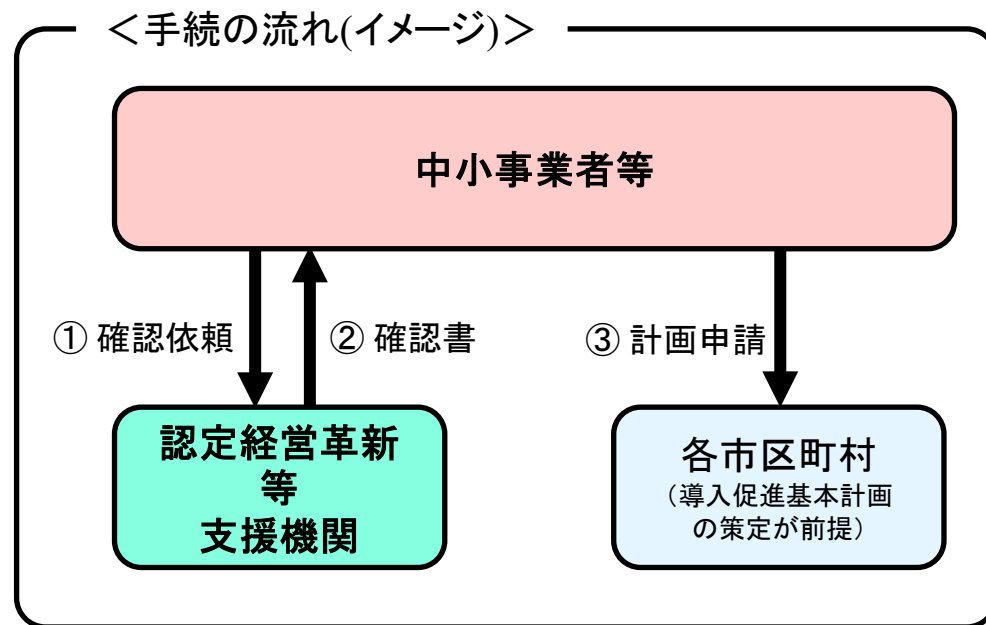 ＜手続の流れ(イメージ)＞
中小事業者等
① 確認依頼
② 確認書
③ 計画申請
認定経営革新
等
支援機関
各市区町村
（導入促進基本計画
の策定が前提）